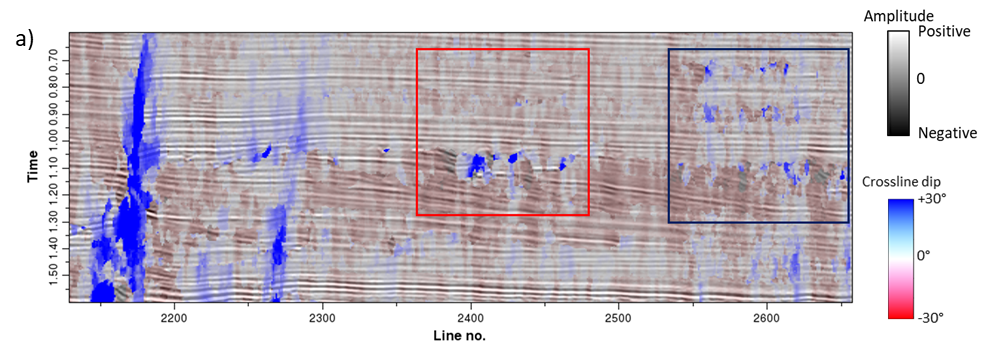 a)
Time
0.70
0.80
0.90
1.00
1.10
1.20
1.30
1.40
1.50
2200 2300 2400 2500 2600
Line no.
Amplitude
Positive
0
Negative
Crossline dip
+30°
0°
-30°